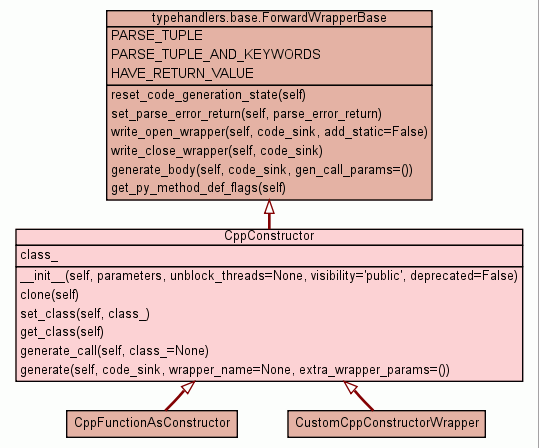 typehandlers.base.ForwardWrapperBase
PARSE_TUPLE
PARSE_TUPLE_AND_KEYWORDS
HAVE_RETURN_VALUE
reset_code_generation_state(self)
set_parse_error_return(self, parse_error_return)
write_open_wrapper(self, code_sink, add_static=False)
write_close_wrapper(self, code_sink)
generate_body(self, code_sink, gen_call_params=())
get_py_method_def_flags(self)
CppConstructor
class_
__init__(self, parameters, unblock_threads=None, visibility='public', deprecated=False)
clone(self)
set_class(self, class_)
get_class(self)
generate_call(self, class_=None)
generate(self, code_sink, wrapper_name=None, extra_wrapper_params=())
CppFunctionAsConstructor
CustomCppConstructorWrapper